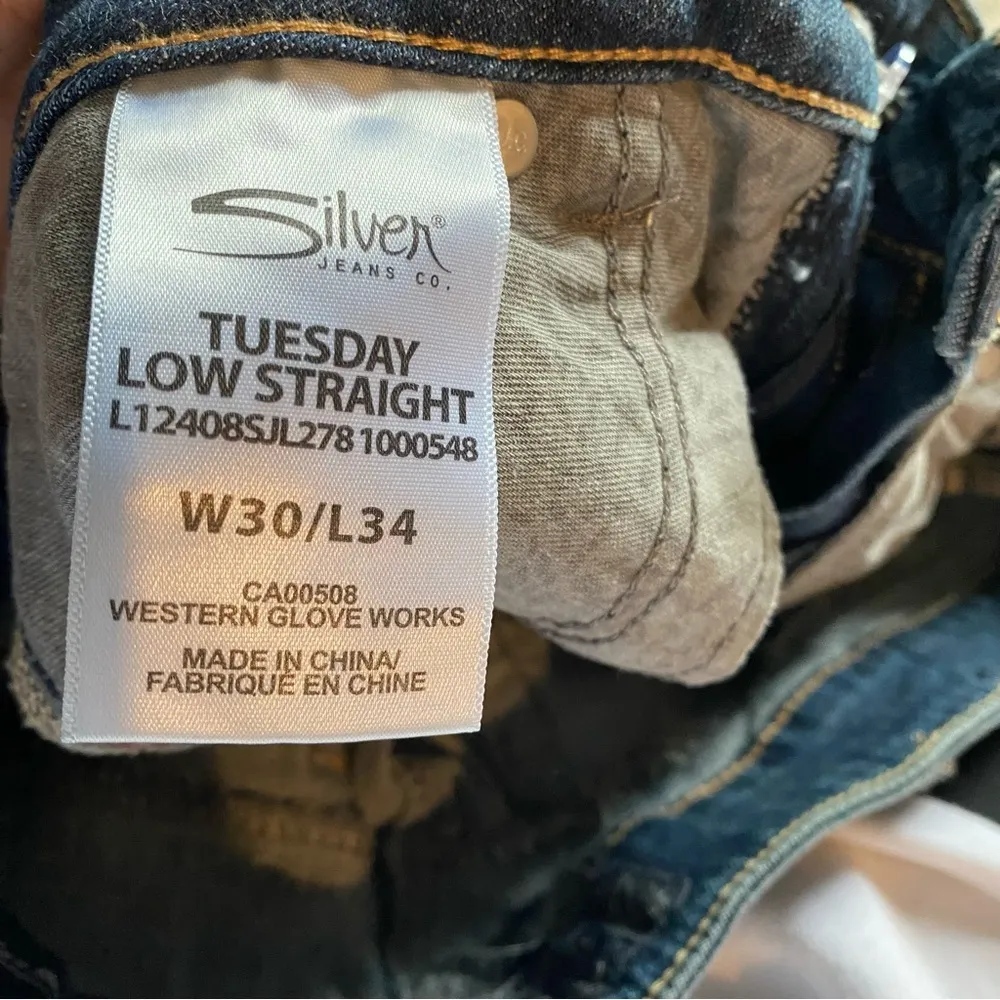 Silver®
JEANS CO.
TUESDAY
LOW STRAIGHT
L12408SJL278 1000548
W30/L34
CA00508
WESTERN GLOVE WORKS
MADE IN CHINA/
FABRIQUE EN CHINE